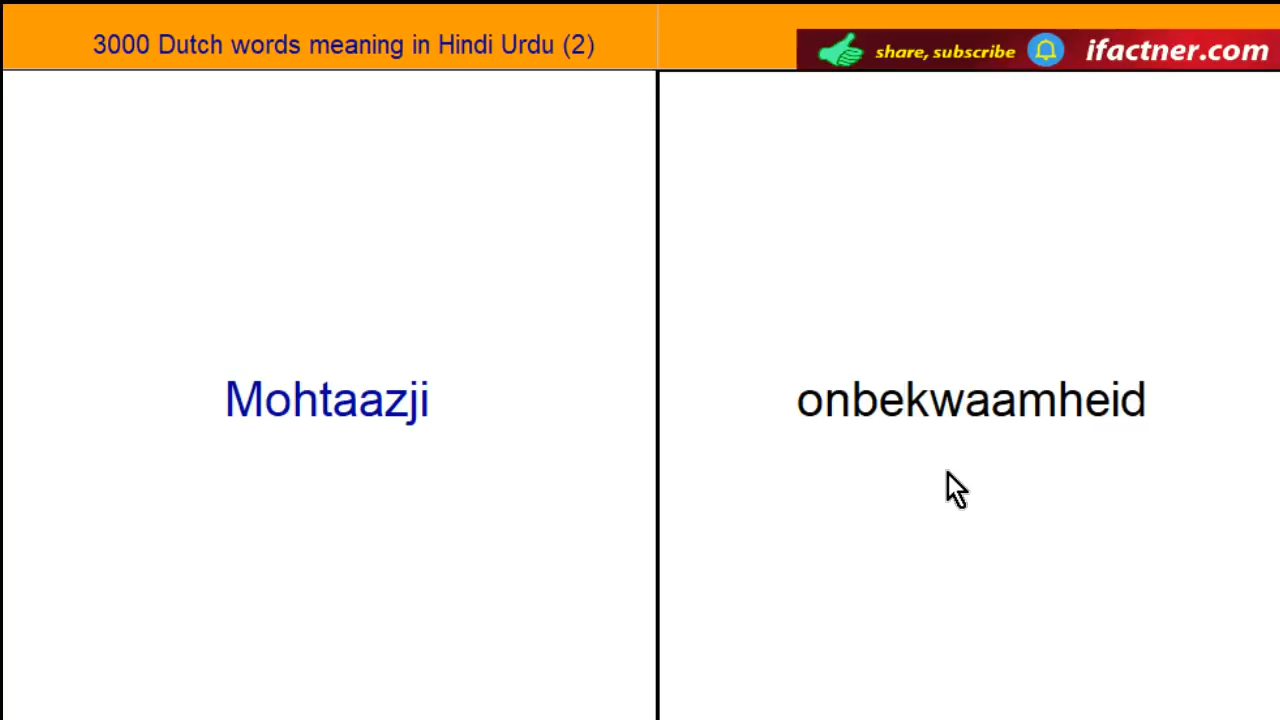 3000 Dutch words meaning in Hindi Urdu (2)
share, subscribe
ifactner.com
Mohtaazji
onbekwaamheid